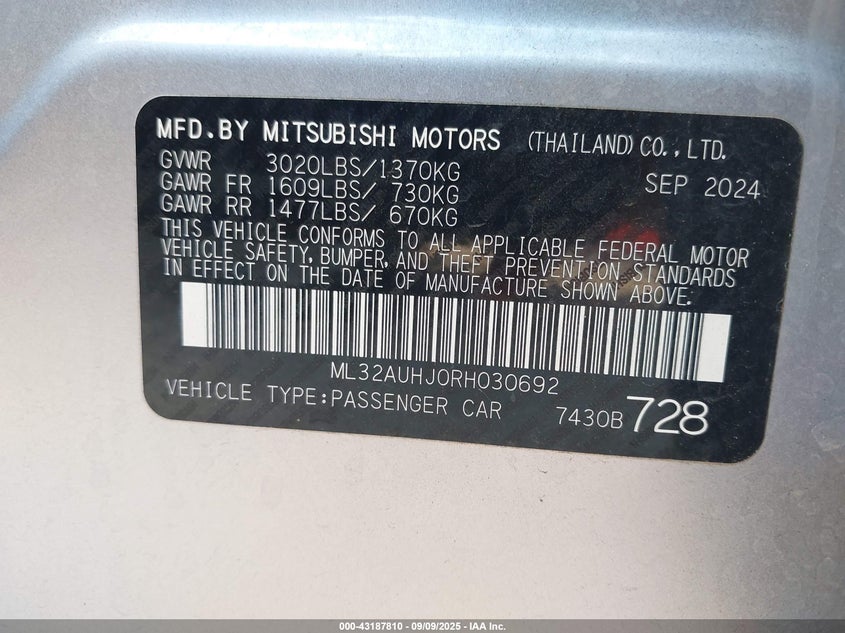 MFD.BY MITSUBISHI MOTORS (THAILAND) CO.,LTD.
GVWR 3020LBS/1370KG SEP 2024
GAWR FR 1609LBS/ 730KG
GAWR RR 1477LBS/ 670KG
THIS VEHICLE CONFORMS TO ALL APPLICABLE FEDERAL MOTOR
VEHICLE SAFETY, BUMPER, AND THEFT PREVENTION STANDARDS
IN EFFECT ON THE DATE OF MANUFACTURE SHOWN ABOVE.
ML32AUHJ0RH030692
VEHICLE TYPE:PASSENGER CAR 7430B 728
000-43187810 - 09/09/2025 - IAA Inc.